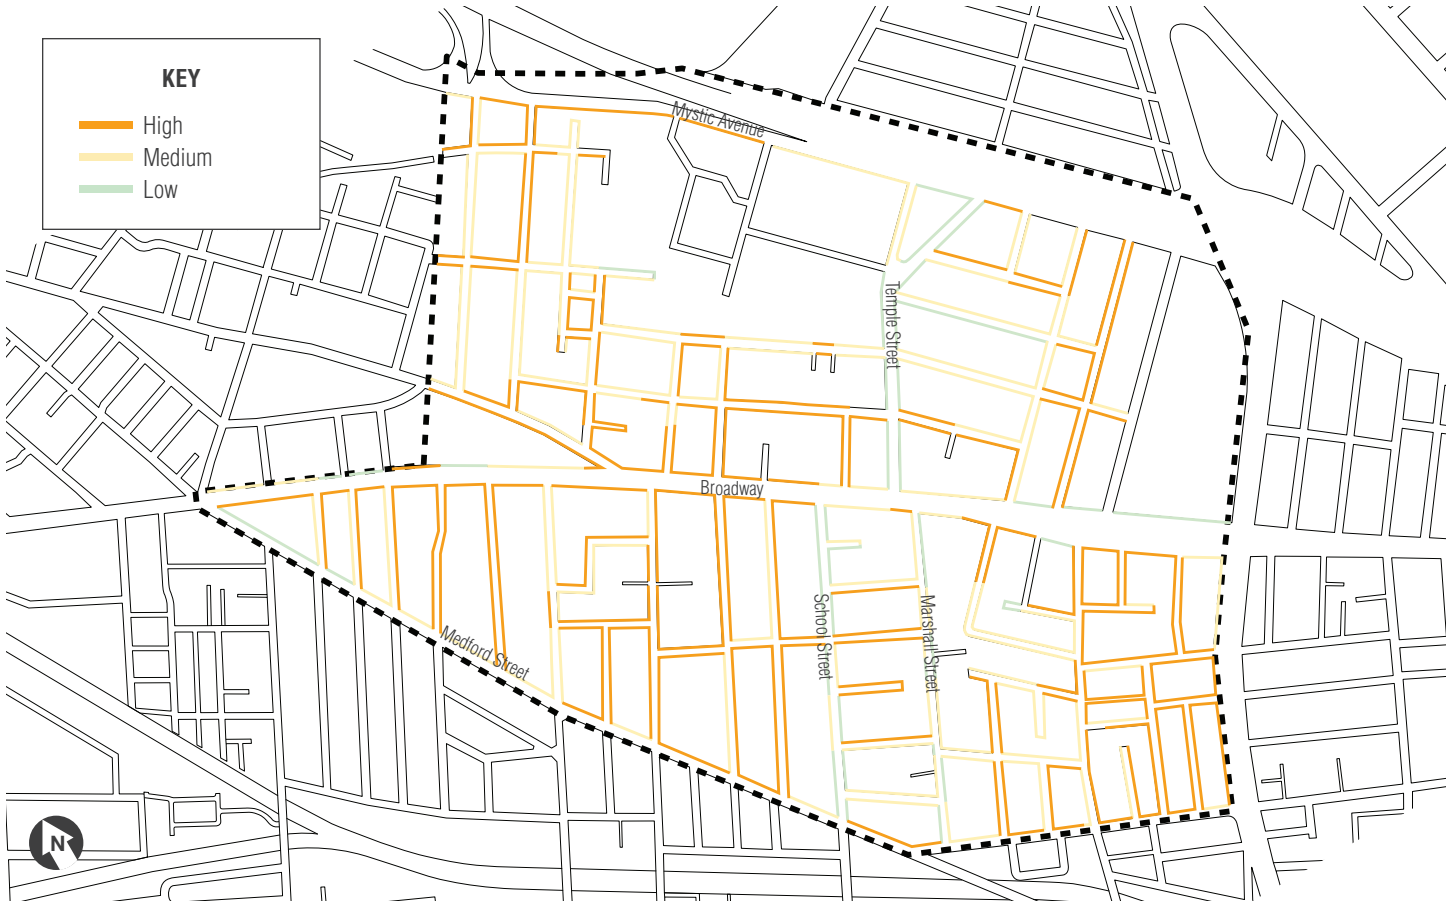 KEY
High
Medium
Low
Mystic Avenue
Temple Street
Broadway
School Street
Marshall Street
Medford Street
N